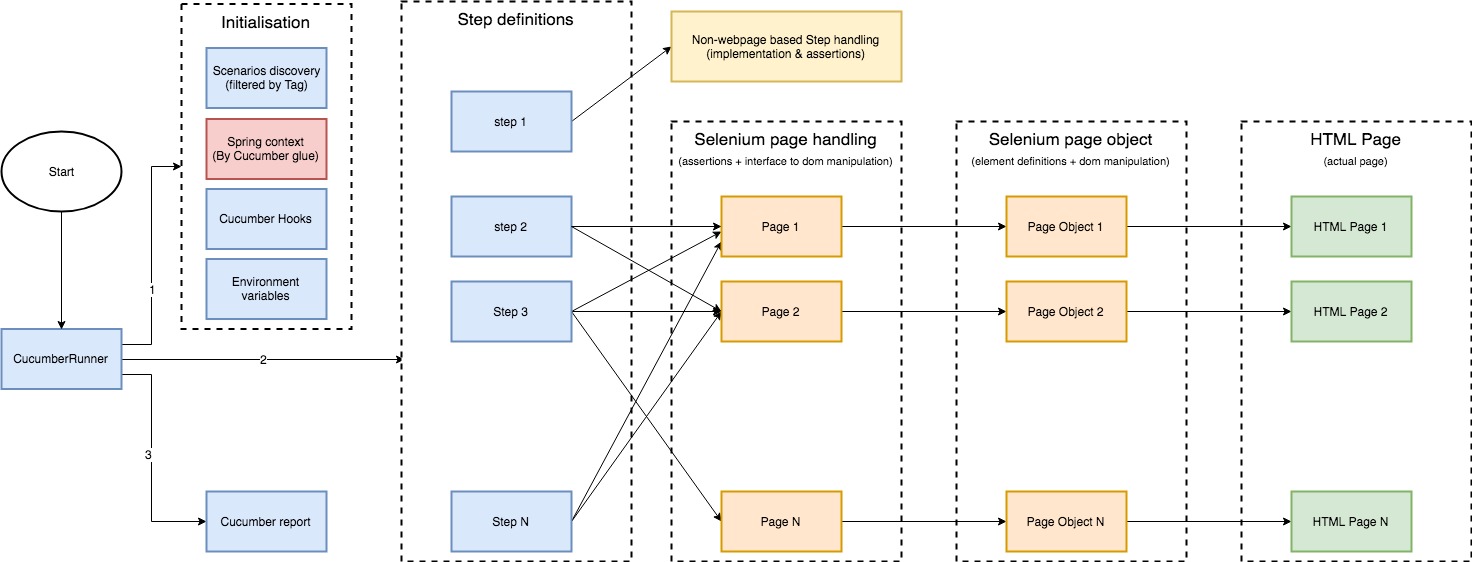 Start
CucumberRunner
1
2
3
Initialisation
Scenarios discovery
(filtered by Tag)
Spring context
(By Cucumber glue)
Cucumber Hooks
Environment
variables
Cucumber report
Step definitions
step 1
step 2
Step 3
Step N
Non-webpage based Step handling
(implementation & assertions)
Selenium page handling
(assertions + interface to dom manipulation)
Page 1
Page 2
Page N
Selenium page object
(element definitions + dom manipulation)
Page Object 1
Page Object 2
Page Object N
HTML Page
(actual page)
HTML Page 1
HTML Page 2
HTML Page N